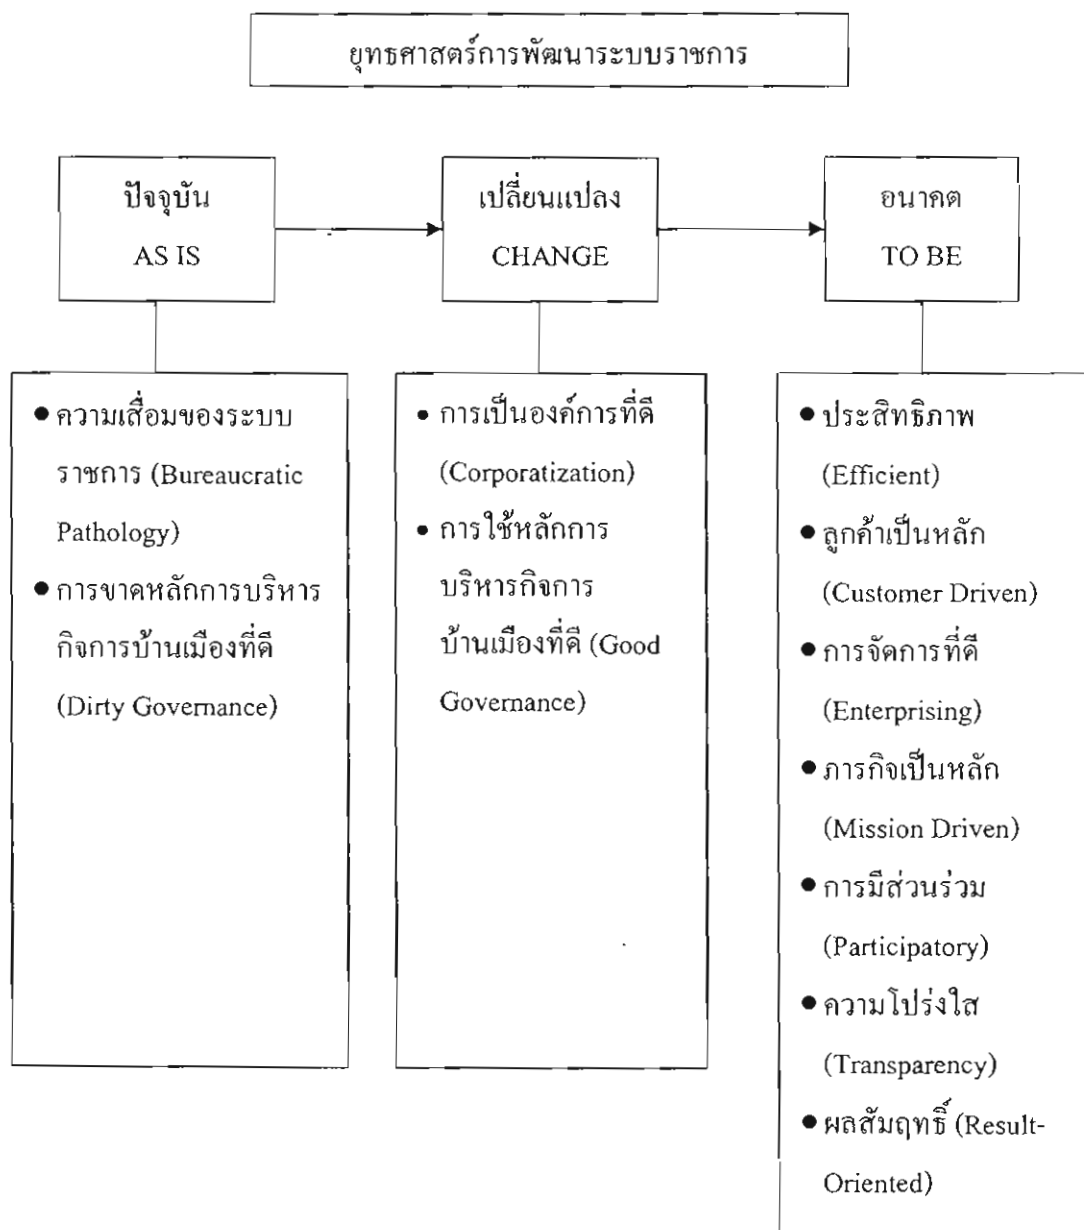 ยุทธศาสตร์การพัฒนาระบบราชการ
ปัจจุบัน
AS IS
เปลี่ยนแปลง
CHANGE
อนาคต
TO BE
● ความเสื่อมของระบบ
ราชการ (Bureaucratic
Pathology)
● การขาดหลักการบริหาร
กิจการบ้านเมืองที่ดี
(Dirty Governance)
● การเป็นองค์การที่ดี
(Corporatization)
● การใช้หลักการ
บริหารกิจการ
บ้านเมืองที่ดี (Good
Governance)
● ประสิทธิภาพ
(Efficient)
● ลูกค้าเป็นหลัก
(Customer Driven)
● การจัดการที่ดี
(Enterprising)
● ภารกิจเป็นหลัก
(Mission Driven)
● การมีส่วนร่วม
(Participatory)
● ความโปร่งใส
(Transparency)
● ผลสัมฤทธิ์ (Result-
Oriented)